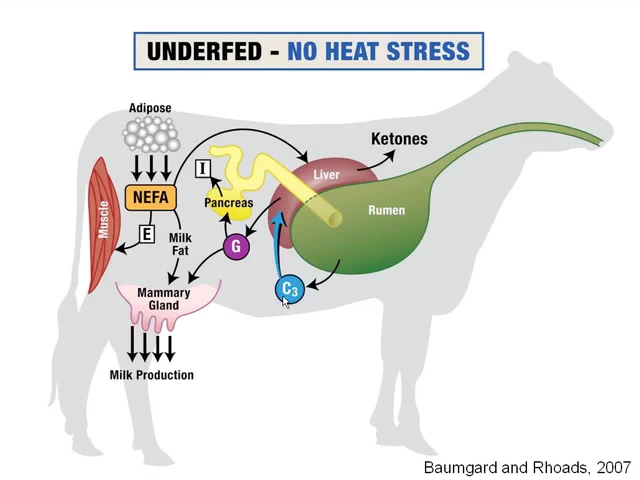 UNDERFED - NO HEAT STRESS
Adipose
Ketones
Liver
I
NEFA
Pancreas
Rumen
Muscle
E
Milk
Fat
G
C3
Mammary
Gland
Milk Production
Baumgard and Rhoads, 2007